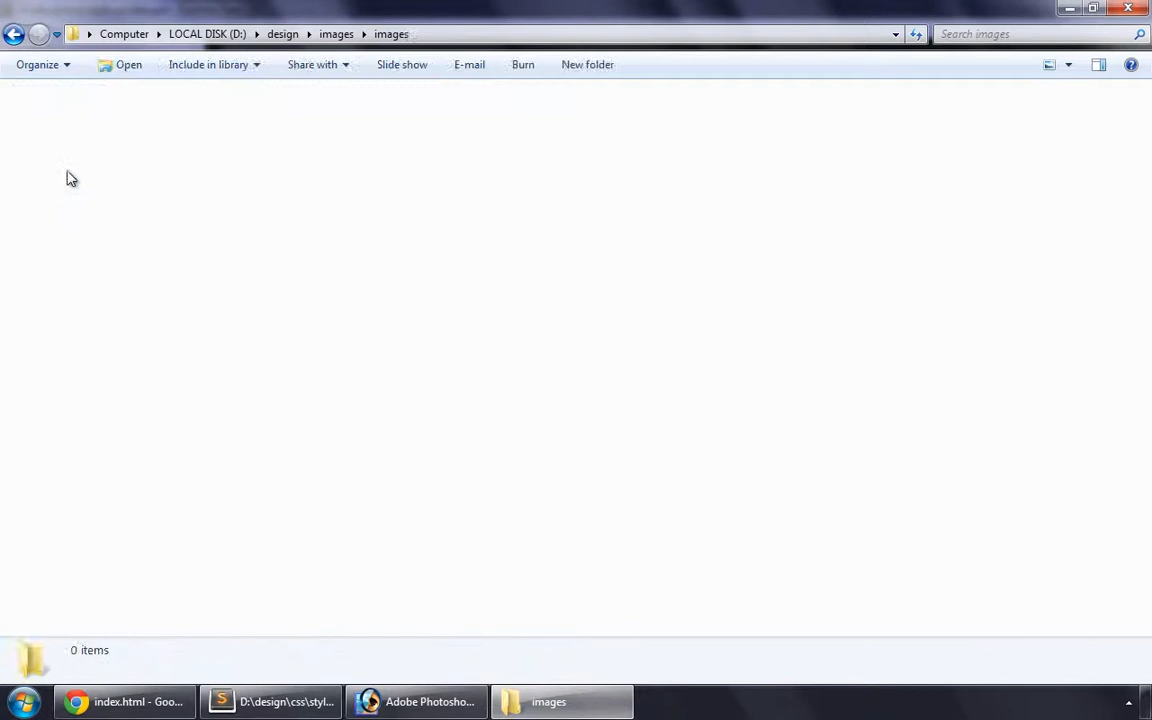 Computer LOCAL DISK (D:) design images images
Search images
Organize Open Include in library Share with Slide show E-mail Burn New folder
0 items
index.html - Goo... D:\design\css\styl... Adobe Photosho... images